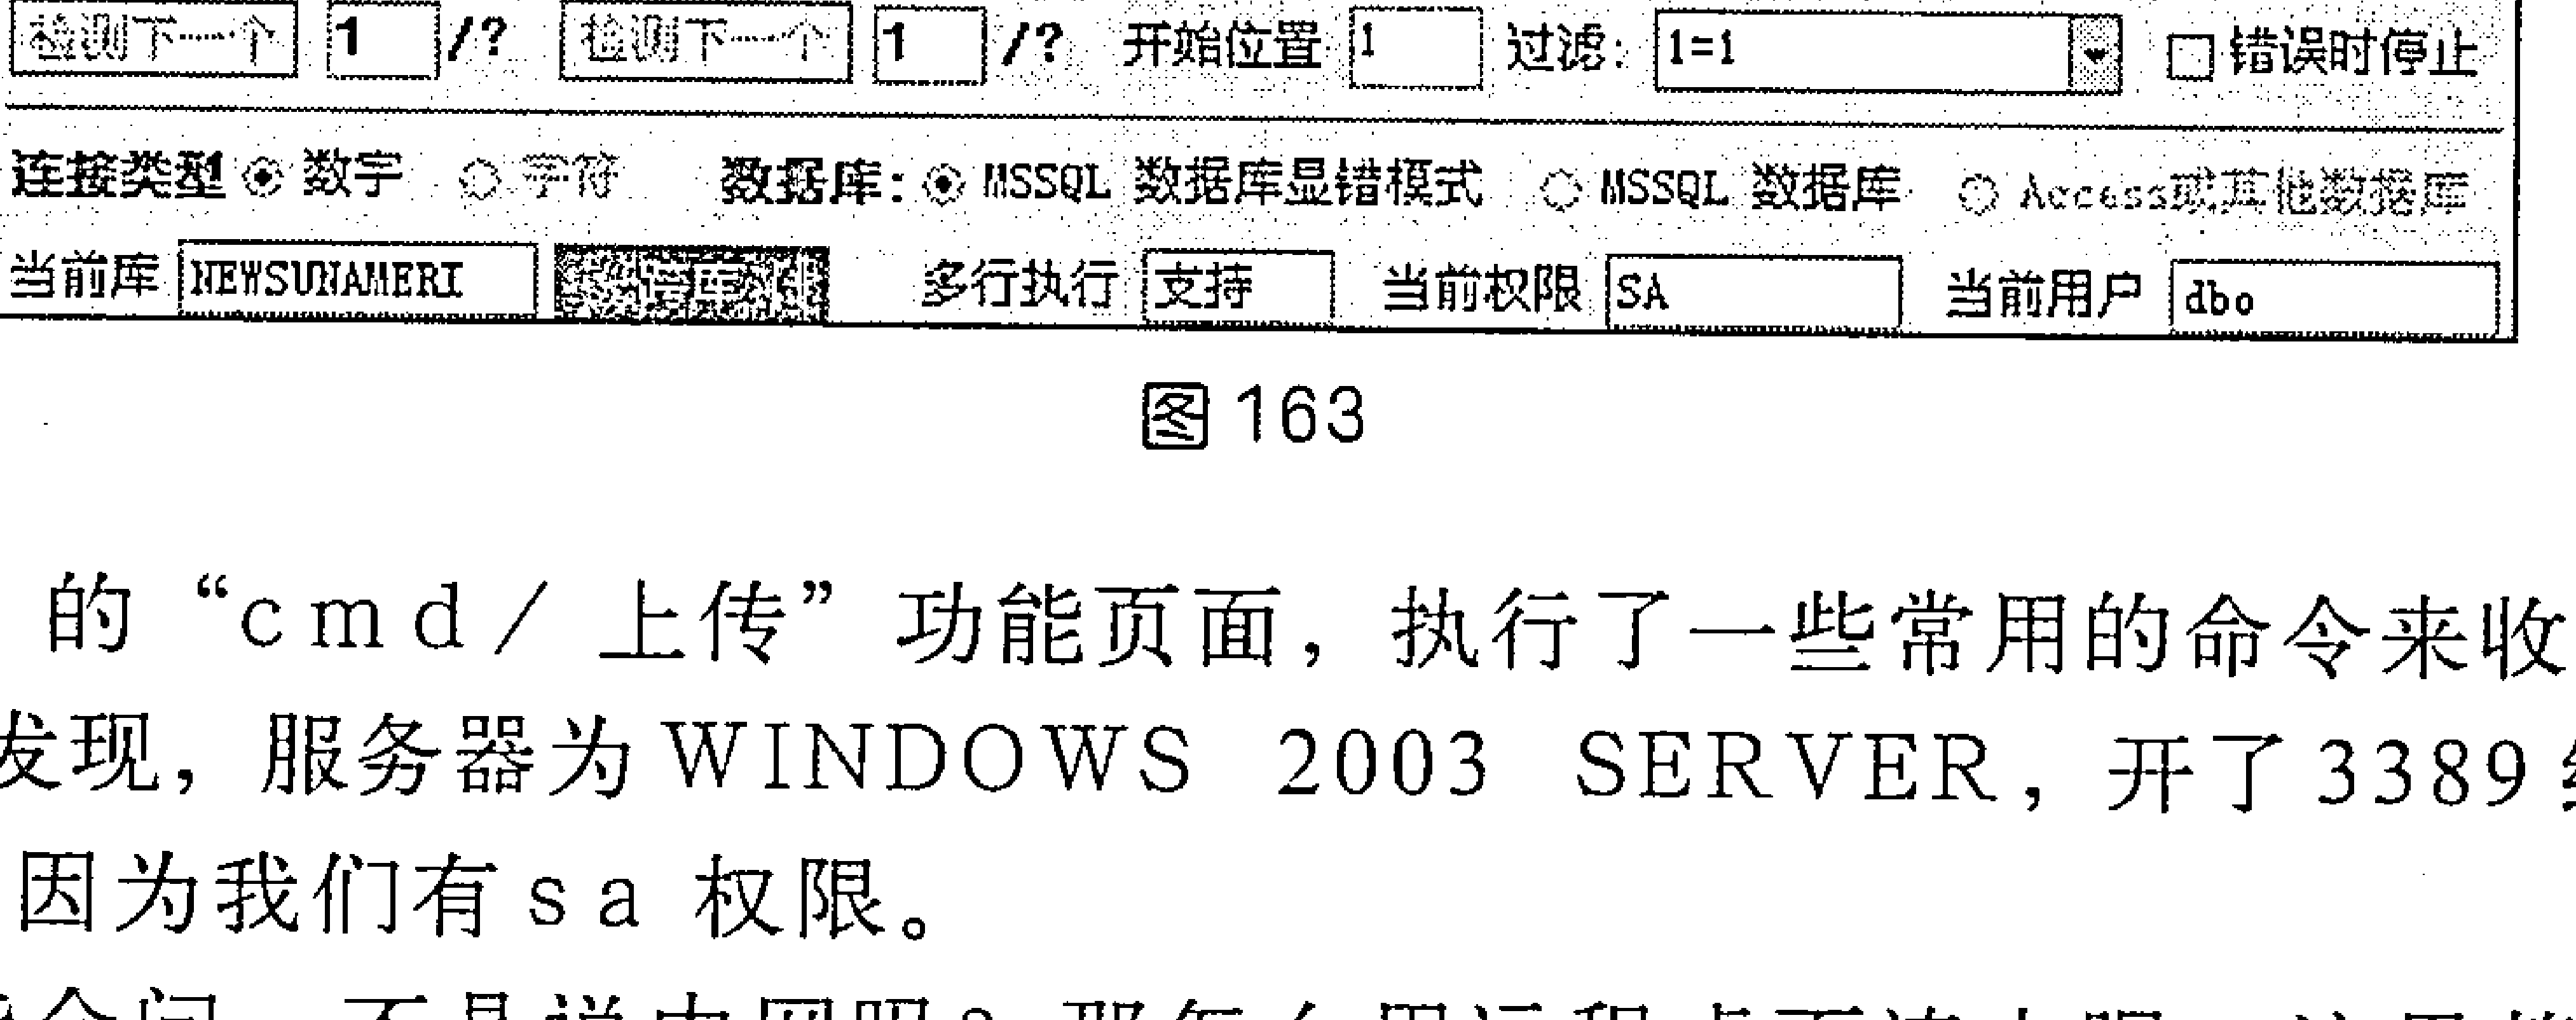 检测下一个 1 /? 检测下一个 1 /? 开始位置 1 过滤: 1=1 错误时停止
连接类型 数字 字符 数据库: MSSQL 数据库显错模式 MSSQL 数据库 Access或其他数据库
当前库 NEWSUNAMERI 多行执行 支持 当前权限 SA 当前用户 dbo
图 163
的“cmd/上传”功能页面，执行了一些常用的命令来收
发现，服务器为WINDOWS 2003 SERVER，开了3389
因为我们有sa 权限。